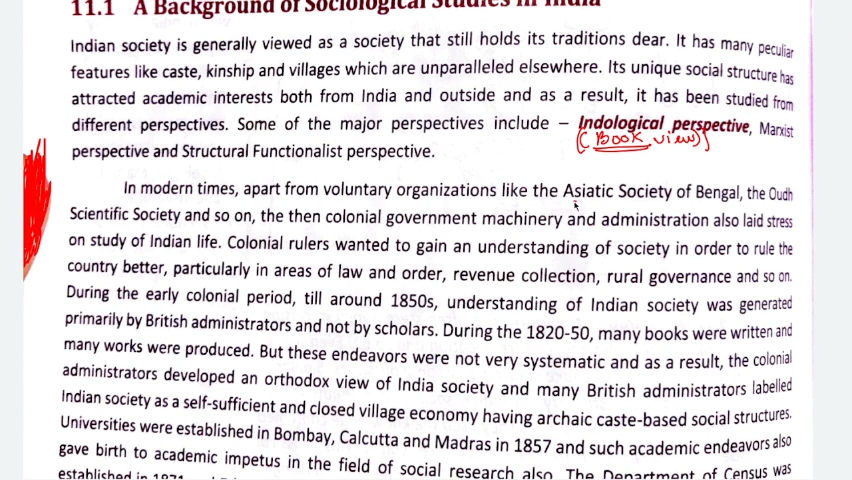 11.1 A Background of Sociological Studies in India
Indian society is generally viewed as a society that still holds its traditions dear. It has many peculiar
features like caste, kinship and villages which are unparalleled elsewhere. Its unique social structure has
attracted academic interests both from India and outside and as a result, it has been studied from
different perspectives. Some of the major perspectives include – Indological perspective, Marxist
(Book view)
perspective and Structural Functionalist perspective.
In modern times, apart from voluntary organizations like the Asiatic Society of Bengal, the Oudh
Scientific Society and so on, the then colonial government machinery and administration also laid stress
on study of Indian life. Colonial rulers wanted to gain an understanding of society in order to rule the
country better, particularly in areas of law and order, revenue collection, rural governance and so on.
During the early colonial period, till around 1850s, understanding of Indian society was generated
primarily by British administrators and not by scholars. During the 1820-50, many books were written and
many works were produced. But these endeavors were not very systematic and as a result, the colonial
administrators developed an orthodox view of India society and many British administrators labelled
Indian society as a self-sufficient and closed village economy having archaic caste-based social structures.
Universities were established in Bombay, Calcutta and Madras in 1857 and such academic endeavors also
gave birth to academic impetus in the field of social research also. The Department of Census was
established in 1871